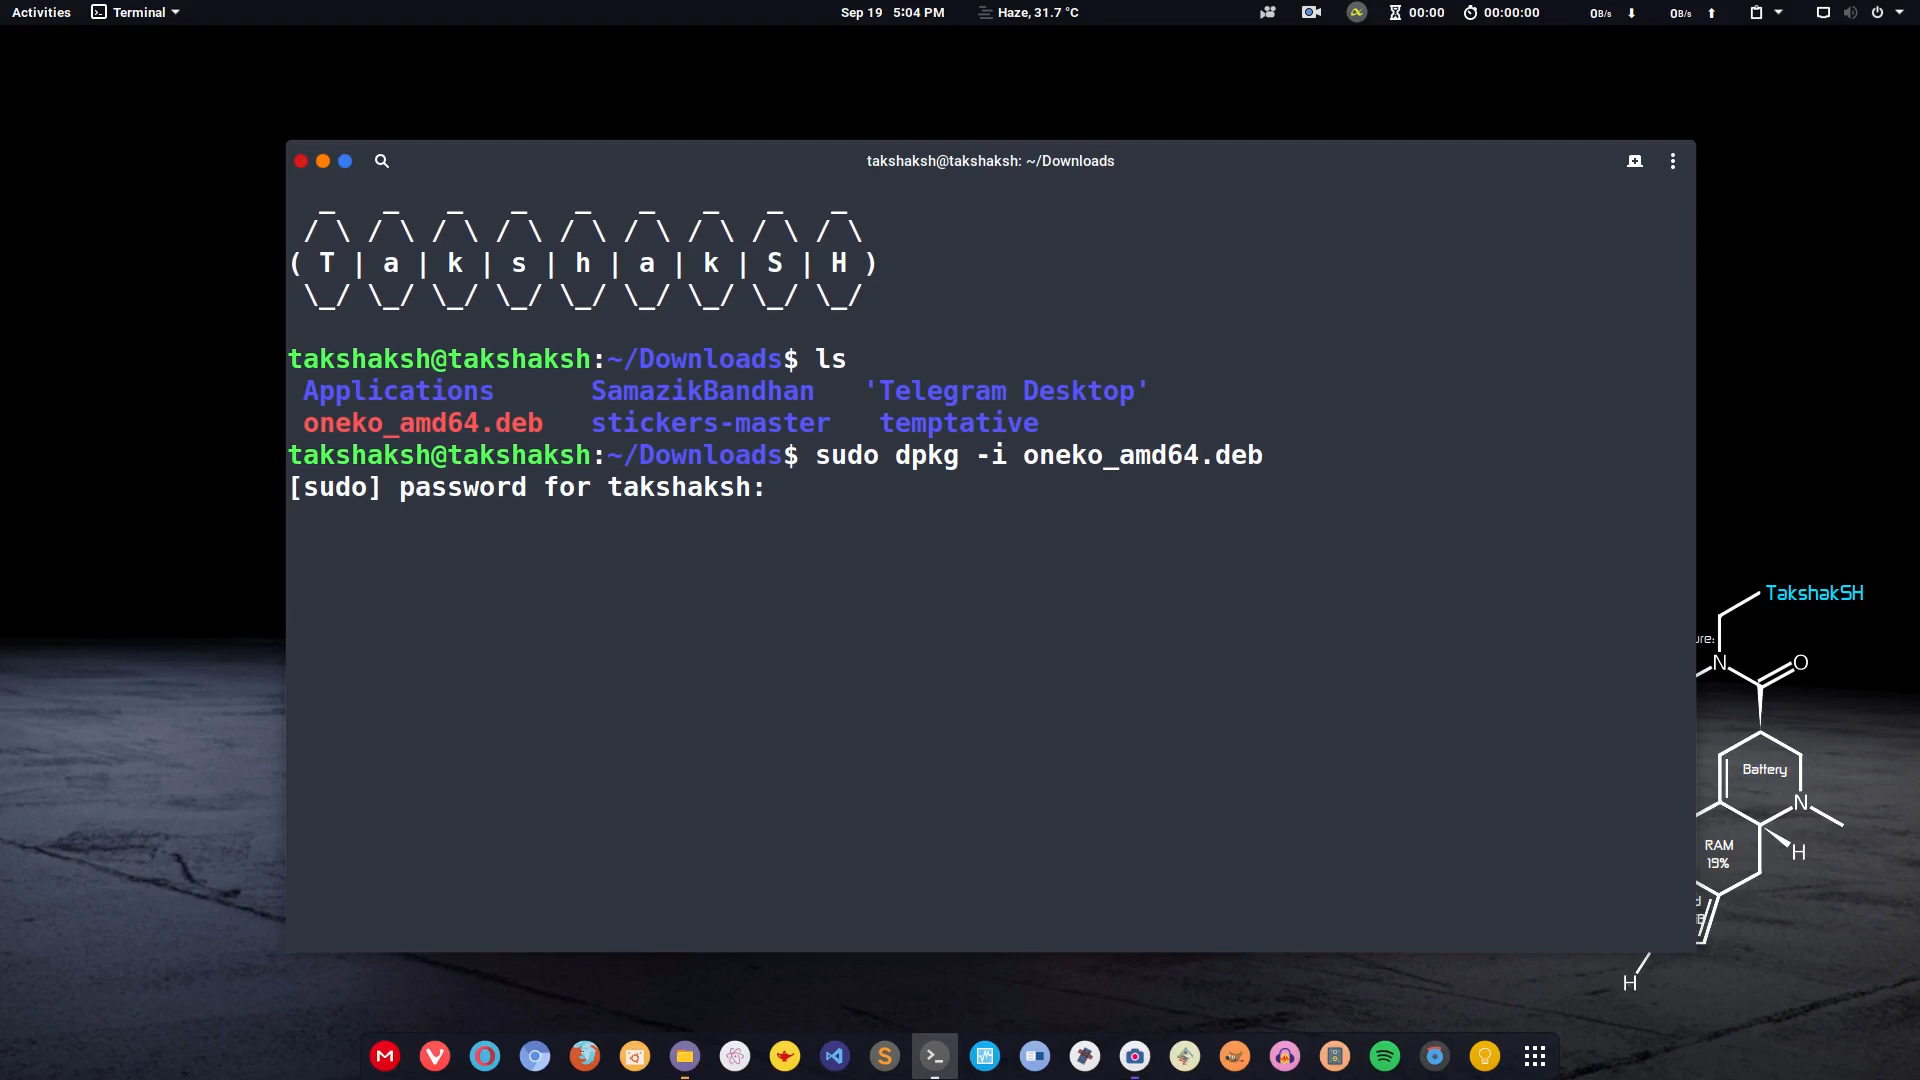 Activities Terminal Sep 19 5:04 PM Haze, 31.7 °C 00:00 00:00:00 0B/s 0B/s
takshaksh@takshaksh: ~/Downloads
( T | a | k | s | h | a | k | S | H )
takshaksh@takshaksh:~/Downloads$ ls
Applications SamazikBandhan 'Telegram Desktop'
oneko_amd64.deb stickers-master temptative
takshaksh@takshaksh:~/Downloads$ sudo dpkg -i oneko_amd64.deb
[sudo] password for takshaksh:
TakshakSH
N O
Battery
N
RAM
19%
H
H